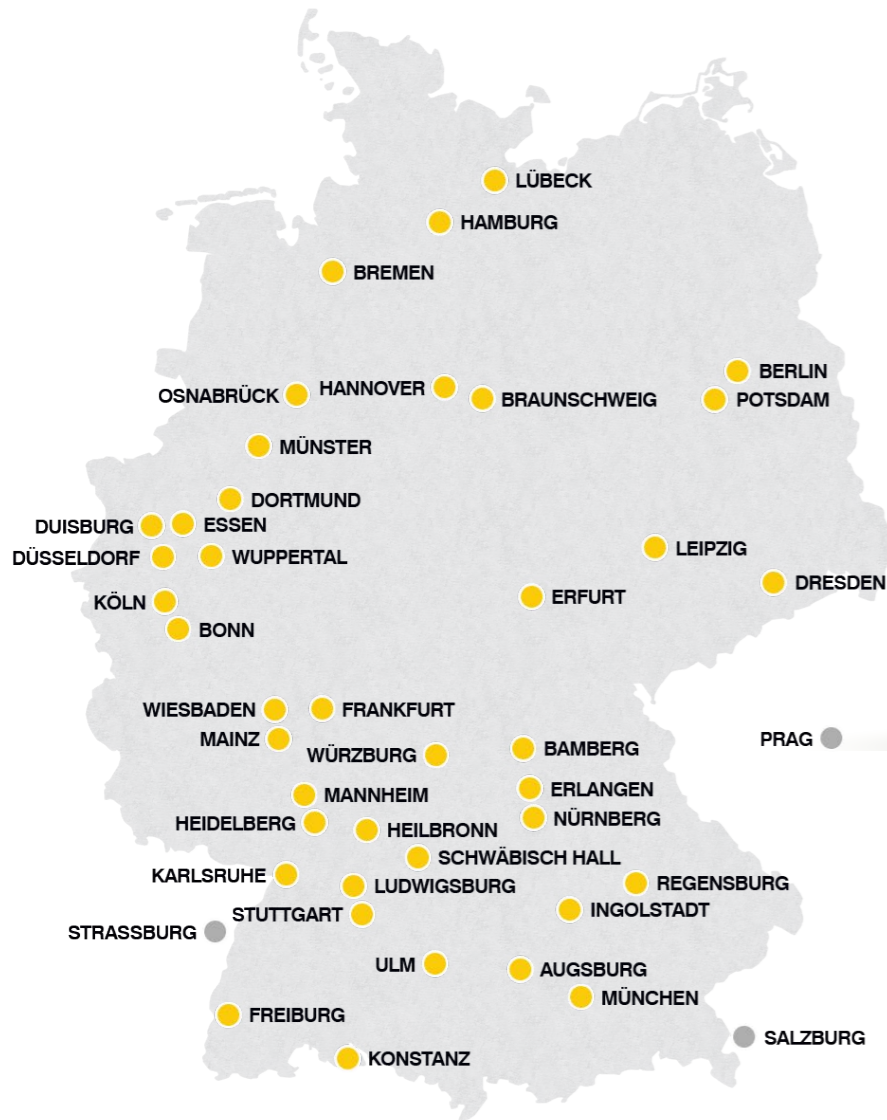 LÜBECK
HAMBURG
BREMEN
BERLIN
HANNOVER
OSNABRÜCK
BRAUNSCHWEIG
POTSDAM
MÜNSTER
DORTMUND
DUISBURG
ESSEN
LEIPZIG
DÜSSELDORF
WUPPERTAL
DRESDEN
KÖLN
ERFURT
BONN
WIESBADEN
FRANKFURT
MAINZ
PRAG
WÜRZBURG
BAMBERG
ERLANGEN
MANNHEIM
HEIDELBERG
NÜRNBERG
HEILBRONN
SCHWÄBISCH HALL
KARLSRUHE
LUDWIGSBURG
REGENSBURG
STUTTGART
INGOLSTADT
STRASSBURG
ULM
AUGSBURG
MÜNCHEN
FREIBURG
SALZBURG
KONSTANZ